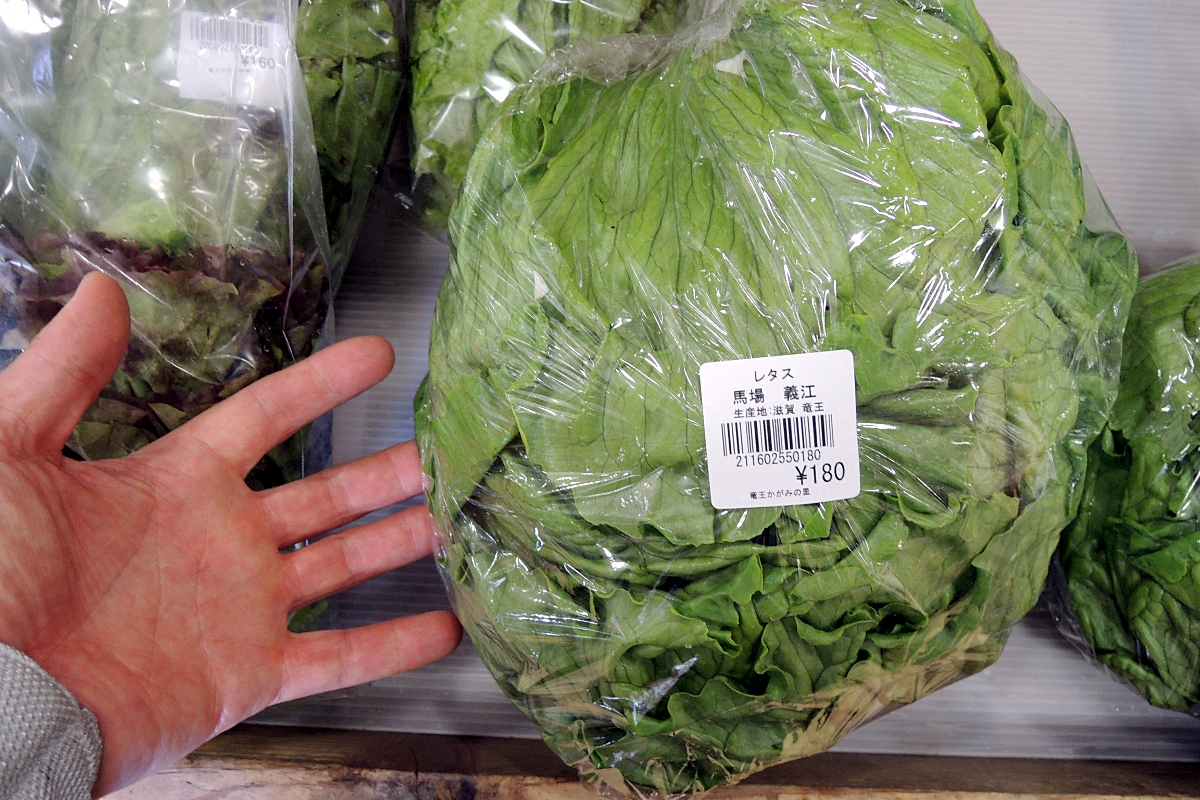 ¥160
レタス
馬場 義江
生産地:滋賀 竜王
211602550180
¥180
竜王かがみの里